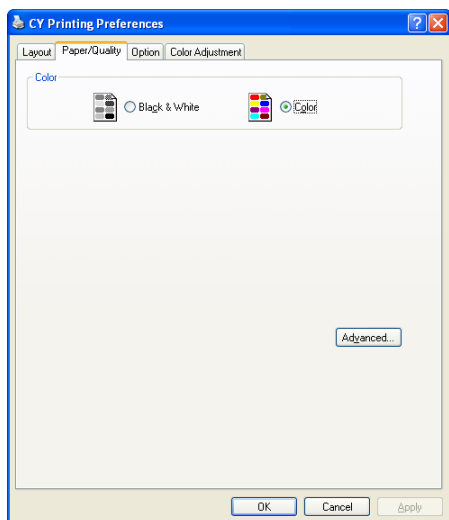 CY Printing Preferences
Layout Paper/Quality Option Color Adjustment
Color
Black & White Color
Advanced...
OK Cancel Apply